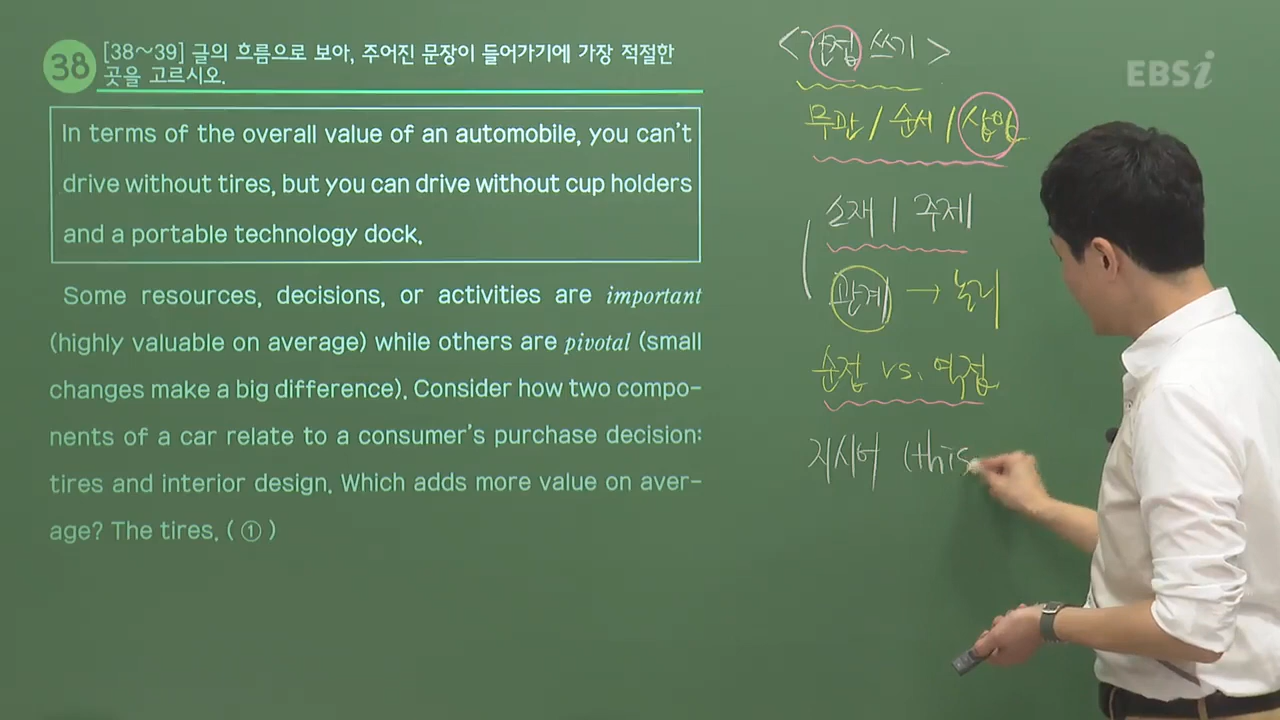 38
[38~39] 글의 흐름으로 보아, 주어진 문장이 들어가기에 가장 적절한
곳을 고르시오.
In terms of the overall value of an automobile, you can't
drive without tires, but you can drive without cup holders
and a portable technology dock.
Some resources, decisions, or activities are important
(highly valuable on average) while others are pivotal (small
changes make a big difference). Consider how two compo-
nents of a car relate to a consumer's purchase decision:
tires and interior design. Which adds more value on aver-
age? The tires. ( ① )
<간접 쓰기>
무관 / 순서 / 삽입
소재 | 주제
관계 → 논리
순접 vs. 역접
지시어 (this
EBSi